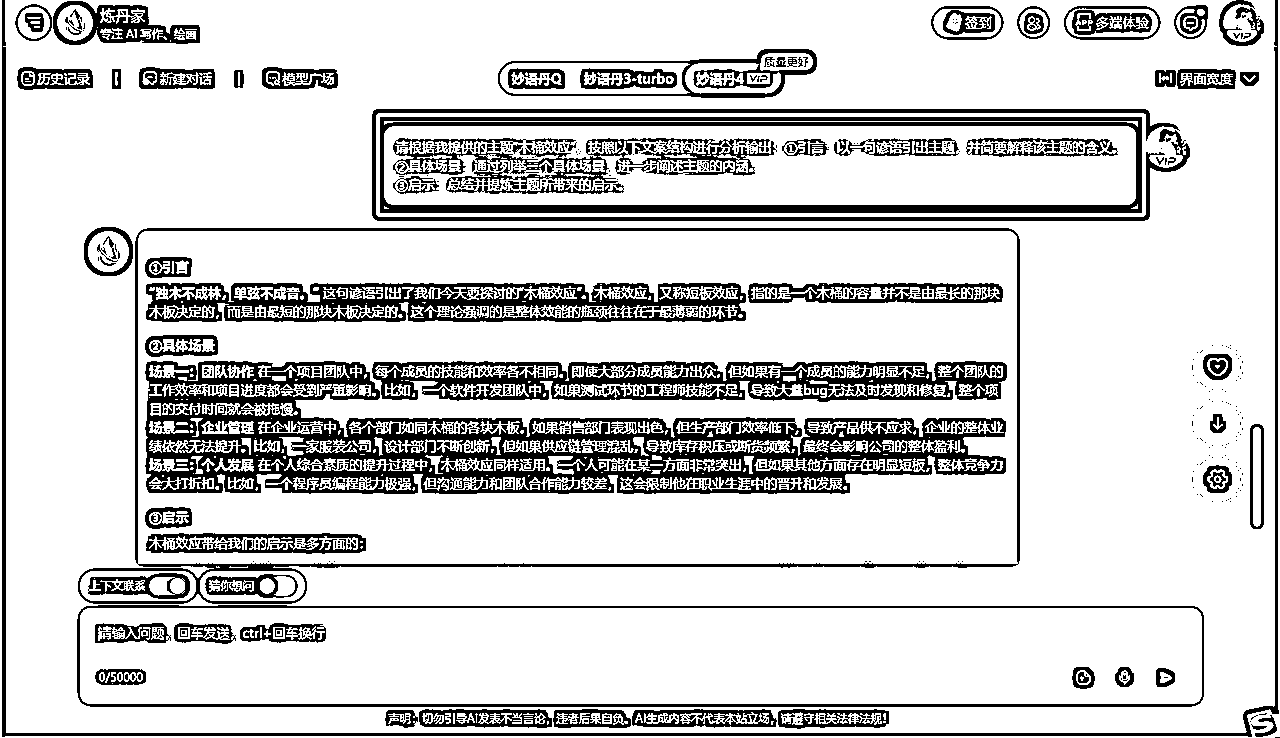 炼丹家
专注 AI 写作、绘画
签到
APP 多端体验
VIP
历史记录 | 新建对话 || 模型广场
妙语丹Q 妙语丹3-turbo 妙语丹4 VIP
质量更好
界面宽度
请根据我提供的主题“木桶效应”，按照以下文案结构进行分析输出：①引言：以一句谚语引出主题，并简要解释该主题的含义。
②具体场景：通过列举三个具体场景，进一步阐述主题的内涵。
③启示：总结并提炼主题所带来的启示。
VIP
①引言
“独木不成林，单弦不成音。”这句谚语引出了我们今天要探讨的“木桶效应”。木桶效应，又称短板效应，指的是一个木桶的容量并不是由最长的那块
木板决定的，而是由最短的那块木板决定的。这个理论强调的是整体效能的瓶颈往往在于最薄弱的环节。
②具体场景
场景一：团队协作 在一个项目团队中，每个成员的技能和效率各不相同，即使大部分成员能力出众，但如果有一个成员的能力明显不足，整个团队的
工作效率和项目进度都会受到严重影响。比如，一个软件开发团队中，如果测试环节的工程师技能不足，导致大量bug无法及时发现和修复，整个项
目的交付时间就会被拖慢。
场景二：企业管理 在企业运营中，各个部门如同木桶的各块木板。如果销售部门表现出色，但生产部门效率低下，导致产品供不应求，企业的整体业
绩依然无法提升。比如，一家服装公司，设计部门不断创新，但如果供应链管理混乱，导致库存积压或断货频繁，最终会影响公司的整体盈利。
场景三：个人发展 在个人综合素质的提升过程中，木桶效应同样适用。一个人可能在某一方面非常突出，但如果其他方面存在明显短板，整体竞争力
会大打折扣。比如，一个程序员编程能力极强，但沟通能力和团队合作能力较差，这会限制他在职业生涯中的晋升和发展。
③启示
木桶效应带给我们的启示是多方面的：
上下文联系 猜你想问
请输入问题，回车发送，ctrl+回车换行
0/50000
声明：切勿引导AI发表不当言论，违者后果自负。AI生成内容不代表本站立场，请遵守相关法律法规！